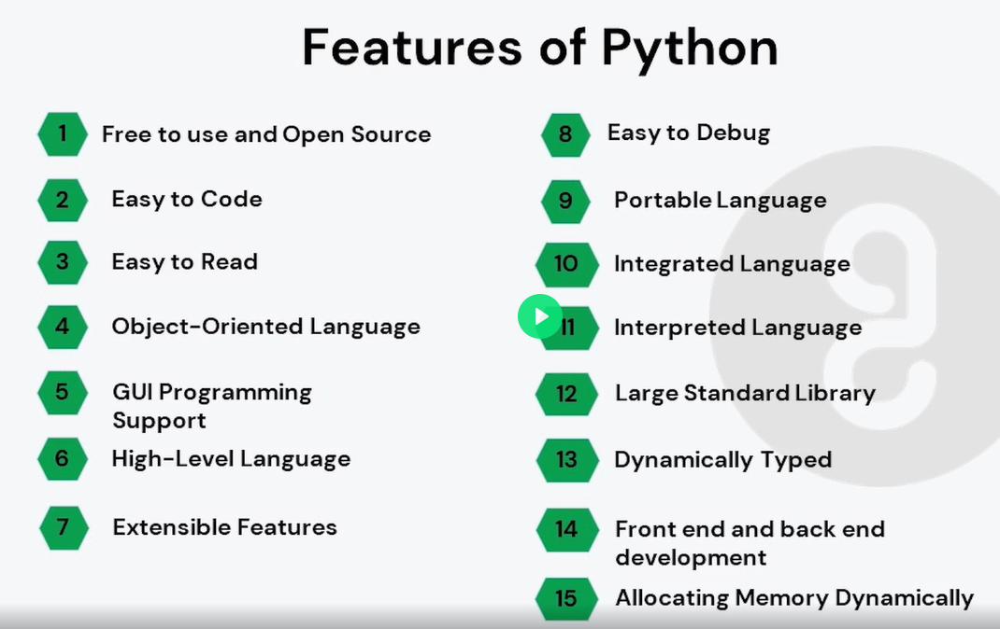 Features of Python
1 Free to use and Open Source
2 Easy to Code
3 Easy to Read
4 Object-Oriented Language
5 GUI Programming
Support
6 High-Level Language
7 Extensible Features
8 Easy to Debug
9 Portable Language
10 Integrated Language
11 Interpreted Language
12 Large Standard Library
13 Dynamically Typed
14 Front end and back end
development
15 Allocating Memory Dynamically